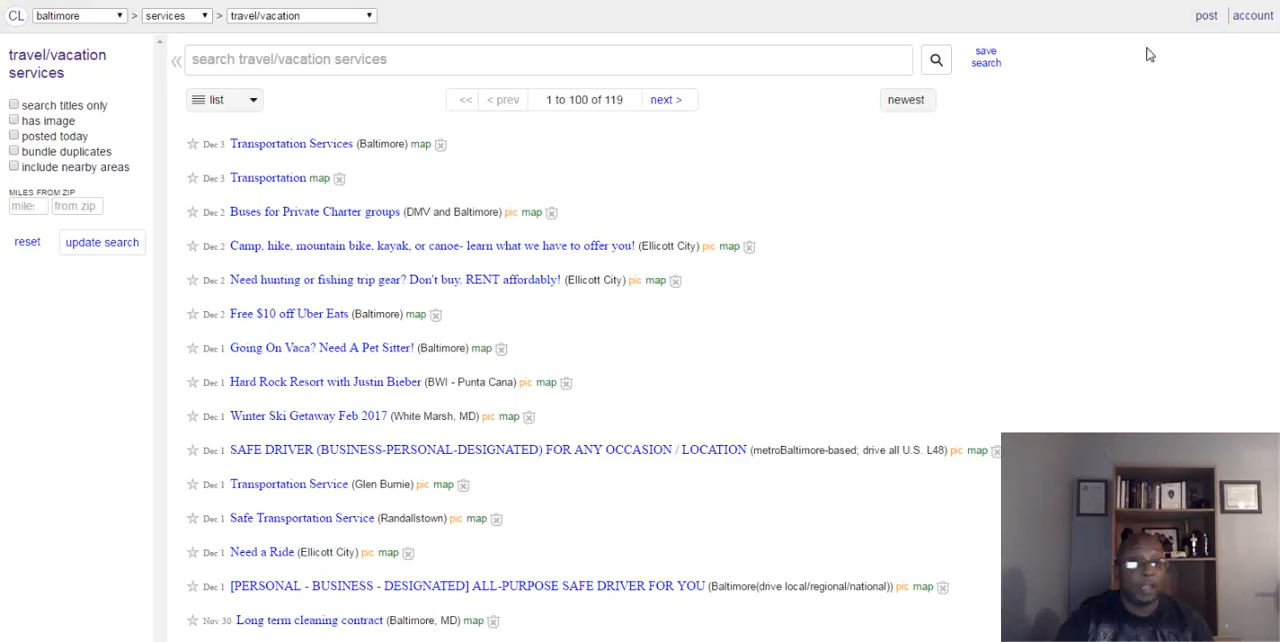 CL baltimore > services > travel/vacation post account
travel/vacation services
search titles only
has image
posted today
bundle duplicates
include nearby areas
MILES FROM ZIP
mile: from zip
reset update search
« search travel/vacation services save search
list << < prev 1 to 100 of 119 next > newest
Dec 3 Transportation Services (Baltimore) map
Dec 3 Transportation map
Dec 2 Buses for Private Charter groups (DMV and Baltimore) pic map
Dec 2 Camp, hike, mountain bike, kayak, or canoe- learn what we have to offer you! (Ellicott City) pic map
Dec 2 Need hunting or fishing trip gear? Don't buy. RENT affordably! (Ellicott City) pic map
Dec 2 Free $10 off Uber Eats (Baltimore) map
Dec 1 Going On Vaca? Need A Pet Sitter! (Baltimore) map
Dec 1 Hard Rock Resort with Justin Bieber (BWI - Punta Cana) pic map
Dec 1 Winter Ski Getaway Feb 2017 (White Marsh, MD) pic map
Dec 1 SAFE DRIVER (BUSINESS-PERSONAL-DESIGNATED) FOR ANY OCCASION / LOCATION (metroBaltimore-based; drive all U.S. L48) pic map
Dec 1 Transportation Service (Glen Burnie) pic map
Dec 1 Safe Transportation Service (Randallstown) pic map
Dec 1 Need a Ride (Ellicott City) pic map
Dec 1 [PERSONAL - BUSINESS - DESIGNATED] ALL-PURPOSE SAFE DRIVER FOR YOU (Baltimore(drive local/regional/national)) pic map
Nov 30 Long term cleaning contract (Baltimore, MD) map